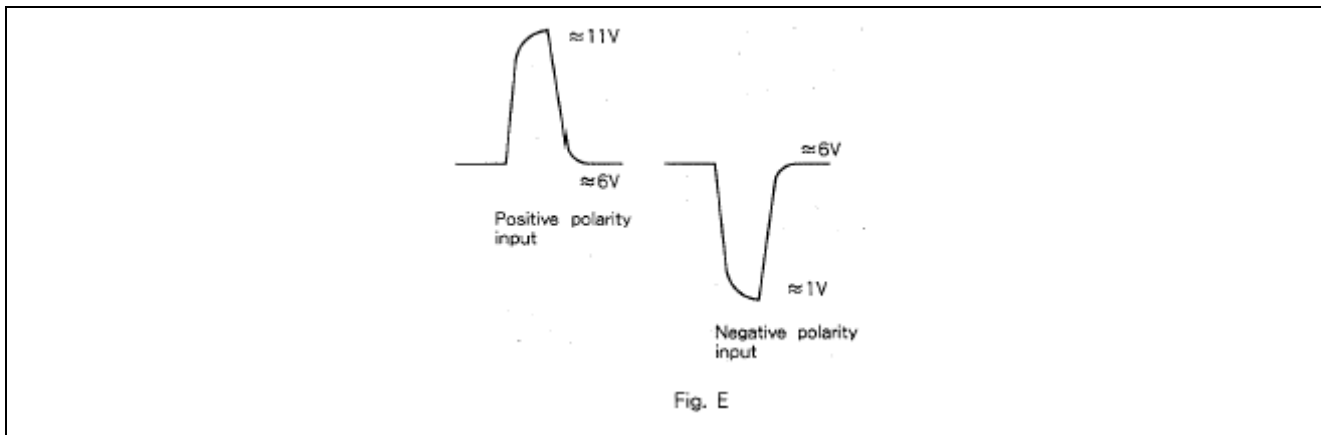 ≈11V
≈6V
Positive polarity
input
≈6V
≈1V
Negative polarity
input
Fig. E